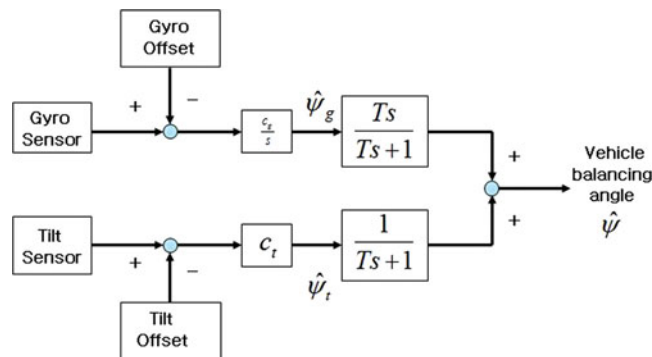 Gyro
Offset
+
−
Gyro
Sensor
c_g
s
ψ̂_g
Ts
Ts+1
+
Vehicle
balancing
angle
ψ̂
Tilt
Sensor
+
−
c_t
ψ̂_t
1
Ts+1
+
Tilt
Offset